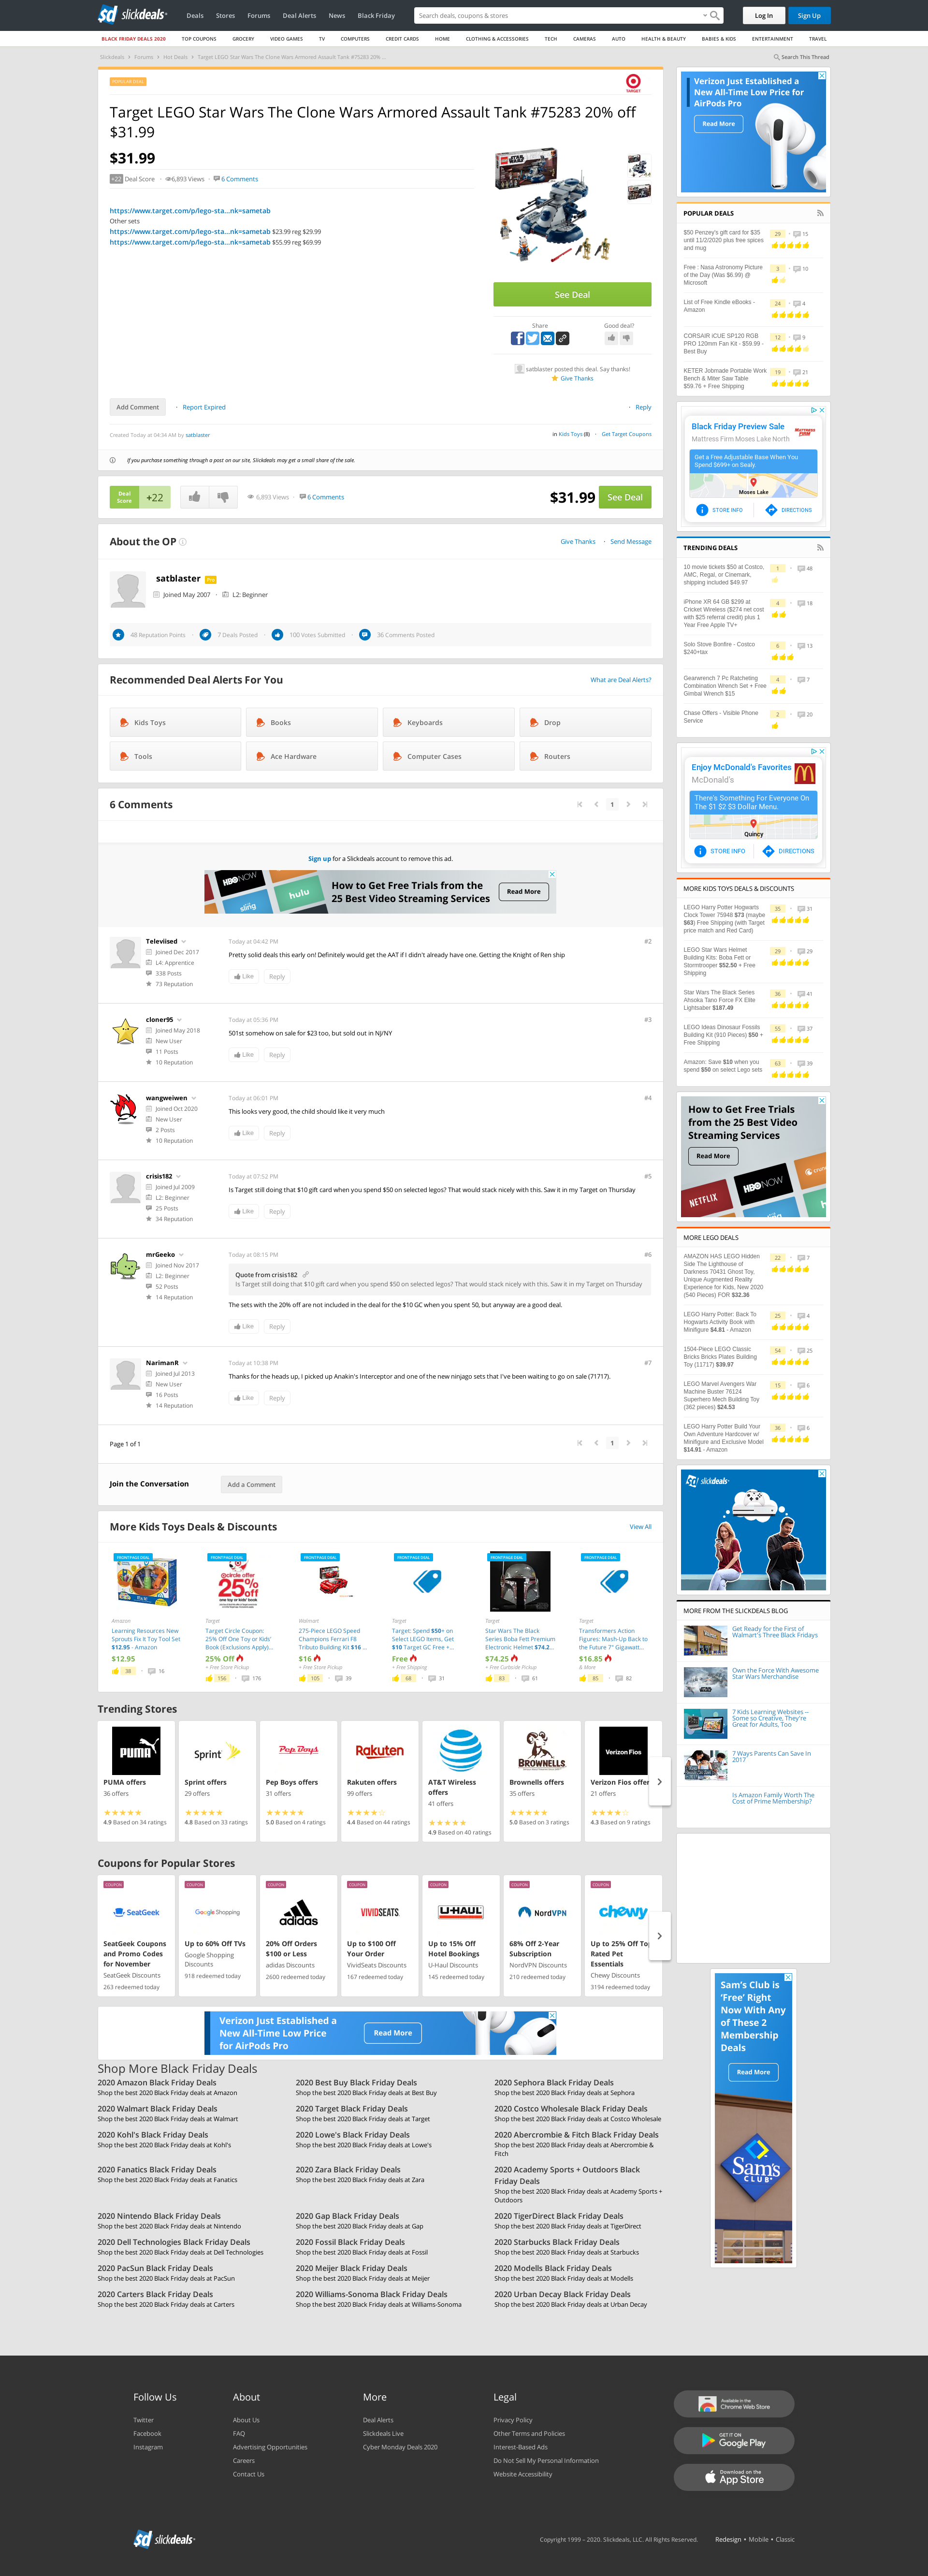 slickdeals
Deals
Stores
Forums
Deal Alerts
News
Black Friday
Search deals, coupons & stores
Log In
Sign Up
BLACK FRIDAY DEALS 2020
TOP COUPONS
GROCERY
VIDEO GAMES
TV
COMPUTERS
CREDIT CARDS
HOME
CLOTHING & ACCESSORIES
TECH
CAMERAS
AUTO
HEALTH & BEAUTY
BABIES & KIDS
ENTERTAINMENT
TRAVEL
Slickdeals
Forums
Hot Deals
Target LEGO Star Wars The Clone Wars Armored Assault Tank #75283 20% ...
Search This Thread
POPULAR DEAL
Target LEGO Star Wars The Clone Wars Armored Assault Tank #75283 20% off
$31.99
$31.99
+22 Deal Score
6,893 Views
6 Comments
https://www.target.com/p/lego-sta...nk=sametab
Other sets
https://www.target.com/p/lego-sta...nk=sametab $23.99 reg $29.99
https://www.target.com/p/lego-sta...nk=sametab $55.99 reg $69.99
See Deal
Share
Good deal?
satblaster posted this deal. Say thanks!
Give Thanks
Add Comment
Report Expired
Reply
Created Today at 04:34 AM by satblaster
in Kids Toys (8)
Get Target Coupons
If you purchase something through a post on our site, Slickdeals may get a small share of the sale.
Deal Score
+22
6,893 Views
6 Comments
$31.99
See Deal
About the OP
Give Thanks
Send Message
satblaster
Joined May 2007
L2: Beginner
48 Reputation Points
7 Deals Posted
100 Votes Submitted
36 Comments Posted
Recommended Deal Alerts For You
What are Deal Alerts?
Kids Toys
Books
Keyboards
Drop
Tools
Ace Hardware
Computer Cases
Routers
6 Comments
1
Sign up for a Slickdeals account to remove this ad.
HBO NOW
sling
hulu
How to Get Free Trials from the
25 Best Video Streaming Services
Read More
Televiised
Joined Dec 2017
L4: Apprentice
338 Posts
73 Reputation
Today at 04:42 PM
#2
Pretty solid deals this early on! Definitely would get the AAT if I didn't already have one. Getting the Knight of Ren ship
Like
Reply
cloner95
Joined May 2018
New User
11 Posts
10 Reputation
Today at 05:36 PM
#3
501st somehow on sale for $23 too, but sold out in NJ/NY
Like
Reply
wangweiwen
Joined Oct 2020
New User
2 Posts
10 Reputation
Today at 06:01 PM
#4
This looks very good, the child should like it very much
Like
Reply
crisis182
Joined Jul 2009
L2: Beginner
25 Posts
34 Reputation
Today at 07:52 PM
#5
Is Target still doing that $10 gift card when you spend $50 on selected legos? That would stack nicely with this. Saw it in my Target on Thursday
Like
Reply
mrGeeko
Joined Nov 2017
L2: Beginner
52 Posts
14 Reputation
Today at 08:15 PM
#6
Quote from crisis182
Is Target still doing that $10 gift card when you spend $50 on selected legos? That would stack nicely with this. Saw it in my Target on Thursday
The sets with the 20% off are not included in the deal for the $10 GC when you spent 50, but anyway are a good deal.
Like
Reply
NarimanR
Joined Jul 2013
New User
16 Posts
14 Reputation
Today at 10:38 PM
#7
Thanks for the heads up, I picked up Anakin's Interceptor and one of the new ninjago sets that I've been waiting to go on sale (71717).
Like
Reply
Page 1 of 1
1
Join the Conversation
Add a Comment
More Kids Toys Deals & Discounts
View All
FRONTPAGE DEAL
Amazon
Learning Resources New
Sprouts Fix It Toy Tool Set
$12.95 - Amazon
$12.95
38
16
FRONTPAGE DEAL
Target
Target Circle Coupon:
25% Off One Toy or Kids'
Book (Exclusions Apply)...
25% Off
+ Free Store Pickup
156
176
FRONTPAGE DEAL
Walmart
275-Piece LEGO Speed
Champions Ferrari F8
Tributo Building Kit $16 ...
$16
+ Free Store Pickup
105
39
FRONTPAGE DEAL
Target
Target: Spend $50+ on
Select LEGO Items, Get
$10 Target GC Free +...
Free
+ Free Shipping
68
31
FRONTPAGE DEAL
Target
Star Wars The Black
Series Boba Fett Premium
Electronic Helmet $74.2...
$74.25
+ Free Curbside Pickup
83
61
FRONTPAGE DEAL
Target
Transformers Action
Figures: Mash-Up Back to
the Future 7" Gigawatt...
$16.85
& More
85
82
Trending Stores
PUMA
PUMA offers
36 offers
4.9 Based on 34 ratings
Sprint
Sprint offers
29 offers
4.8 Based on 33 ratings
Pep Boys
Pep Boys offers
31 offers
5.0 Based on 4 ratings
Rakuten
Rakuten offers
99 offers
4.4 Based on 44 ratings
AT&T Wireless
offers
41 offers
4.9 Based on 40 ratings
BROWNELLS
Brownells offers
35 offers
5.0 Based on 3 ratings
Verizon Fios
Verizon Fios offer
21 offers
4.3 Based on 9 ratings
Coupons for Popular Stores
COUPON
SeatGeek
SeatGeek Coupons
and Promo Codes
for November
SeatGeek Discounts
263 redeemed today
COUPON
Google Shopping
Up to 60% Off TVs
Google Shopping
Discounts
918 redeemed today
COUPON
adidas
20% Off Orders
$100 or Less
adidas Discounts
2600 redeemed today
COUPON
VIVIDSEATS
Up to $100 Off
Your Order
VividSeats Discounts
167 redeemed today
COUPON
U-HAUL
Up to 15% Off
Hotel Bookings
U-Haul Discounts
145 redeemed today
COUPON
NordVPN
68% Off 2-Year
Subscription
NordVPN Discounts
210 redeemed today
COUPON
chewy
Up to 25% Off Top
Rated Pet
Essentials
Chewy Discounts
3194 redeemed today
Verizon Just Established a
New All-Time Low Price
for AirPods Pro
Read More
Shop More Black Friday Deals
2020 Amazon Black Friday Deals
Shop the best 2020 Black Friday deals at Amazon
2020 Best Buy Black Friday Deals
Shop the best 2020 Black Friday deals at Best Buy
2020 Sephora Black Friday Deals
Shop the best 2020 Black Friday deals at Sephora
2020 Walmart Black Friday Deals
Shop the best 2020 Black Friday deals at Walmart
2020 Target Black Friday Deals
Shop the best 2020 Black Friday deals at Target
2020 Costco Wholesale Black Friday Deals
Shop the best 2020 Black Friday deals at Costco Wholesale
2020 Kohl's Black Friday Deals
Shop the best 2020 Black Friday deals at Kohl's
2020 Lowe's Black Friday Deals
Shop the best 2020 Black Friday deals at Lowe's
2020 Abercrombie & Fitch Black Friday Deals
Shop the best 2020 Black Friday deals at Abercrombie &
Fitch
2020 Fanatics Black Friday Deals
Shop the best 2020 Black Friday deals at Fanatics
2020 Zara Black Friday Deals
Shop the best 2020 Black Friday deals at Zara
2020 Academy Sports + Outdoors Black
Friday Deals
Shop the best 2020 Black Friday deals at Academy Sports +
Outdoors
2020 Nintendo Black Friday Deals
Shop the best 2020 Black Friday deals at Nintendo
2020 Gap Black Friday Deals
Shop the best 2020 Black Friday deals at Gap
2020 TigerDirect Black Friday Deals
Shop the best 2020 Black Friday deals at TigerDirect
2020 Dell Technologies Black Friday Deals
Shop the best 2020 Black Friday deals at Dell Technologies
2020 Fossil Black Friday Deals
Shop the best 2020 Black Friday deals at Fossil
2020 Starbucks Black Friday Deals
Shop the best 2020 Black Friday deals at Starbucks
2020 PacSun Black Friday Deals
Shop the best 2020 Black Friday deals at PacSun
2020 Meijer Black Friday Deals
Shop the best 2020 Black Friday deals at Meijer
2020 Modells Black Friday Deals
Shop the best 2020 Black Friday deals at Modells
2020 Carters Black Friday Deals
Shop the best 2020 Black Friday deals at Carters
2020 Williams-Sonoma Black Friday Deals
Shop the best 2020 Black Friday deals at Williams-Sonoma
2020 Urban Decay Black Friday Deals
Shop the best 2020 Black Friday deals at Urban Decay
Verizon Just Established a
New All-Time Low Price for
AirPods Pro
Read More
POPULAR DEALS
$50 Penzey's gift card for $35
until 11/2/2020 plus free spices
and mug
29
15
Free : Nasa Astronomy Picture
of the Day (Was $6.99) @
Microsoft
3
10
List of Free Kindle eBooks -
Amazon
24
4
CORSAIR iCUE SP120 RGB
PRO 120mm Fan Kit - $59.99 -
Best Buy
12
9
KETER Jobmade Portable Work
Bench & Miter Saw Table
$59.76 + Free Shipping
19
21
Black Friday Preview Sale
Mattress Firm Moses Lake North
Get a Free Adjustable Base When You
Spend $699+ on Sealy.
Moses Lake
STORE INFO
DIRECTIONS
TRENDING DEALS
10 movie tickets $50 at Costco,
AMC, Regal, or Cinemark,
shipping included $49.97
1
48
iPhone XR 64 GB $299 at
Cricket Wireless ($274 net cost
with $25 referral credit) plus 1
Year Free Apple TV+
4
18
Solo Stove Bonfire - Costco
$240+tax
6
13
Gearwrench 7 Pc Ratcheting
Combination Wrench Set + Free
Gimbal Wrench $15
4
7
Chase Offers - Visible Phone
Service
2
20
Enjoy McDonald's Favorites
McDonald's
There's Something For Everyone On
The $1 $2 $3 Dollar Menu.
Quincy
STORE INFO
DIRECTIONS
MORE KIDS TOYS DEALS & DISCOUNTS
LEGO Harry Potter Hogwarts
Clock Tower 75948 $73 (maybe
$63) Free Shipping (with Target
price match and Red Card)
35
31
LEGO Star Wars Helmet
Building Kits: Boba Fett or
Stormtrooper $52.50 + Free
Shipping
29
29
Star Wars The Black Series
Ahsoka Tano Force FX Elite
Lightsaber $187.49
36
41
LEGO Ideas Dinosaur Fossils
Building Kit (910 Pieces) $50 +
Free Shipping
55
37
Amazon: Save $10 when you
spend $50 on select Lego sets
63
39
How to Get Free Trials
from the 25 Best Video
Streaming Services
Read More
NETFLIX
HBO NOW
MORE LEGO DEALS
AMAZON HAS LEGO Hidden
Side The Lighthouse of
Darkness 70431 Ghost Toy,
Unique Augmented Reality
Experience for Kids, New 2020
(540 Pieces) FOR $32.36
22
7
LEGO Harry Potter: Back To
Hogwarts Activity Book with
Minifigure $4.81 - Amazon
25
4
1504-Piece LEGO Classic
Bricks Bricks Plates Building
Toy (11717) $39.97
54
25
LEGO Marvel Avengers War
Machine Buster 76124
Superhero Mech Building Toy
(362 pieces) $24.53
15
6
LEGO Harry Potter Build Your
Own Adventure Hardcover w/
Minifigure and Exclusive Model
$14.91 - Amazon
36
6
slickdeals
MORE FROM THE SLICKDEALS BLOG
Get Ready for the First of
Walmart's Three Black Fridays
Own the Force With Awesome
Star Wars Merchandise
7 Kids Learning Websites --
Some so Creative, They're
Great for Adults, Too
7 Ways Parents Can Save In
2017
Is Amazon Family Worth The
Cost of Prime Membership?
Sam's Club is
'Free' Right
Now With Any
of These 2
Membership
Deals
Read More
Sam's
CLUB
Follow Us
Twitter
Facebook
Instagram
About
About Us
FAQ
Advertising Opportunities
Careers
Contact Us
More
Deal Alerts
Slickdeals Live
Cyber Monday Deals 2020
Legal
Privacy Policy
Other Terms and Policies
Interest-Based Ads
Do Not Sell My Personal Information
Website Accessibility
Available in the
Chrome Web Store
GET IT ON
Google Play
Download on the
App Store
slickdeals
Copyright 1999 - 2020. Slickdeals, LLC. All Rights Reserved.
Redesign • Mobile • Classic